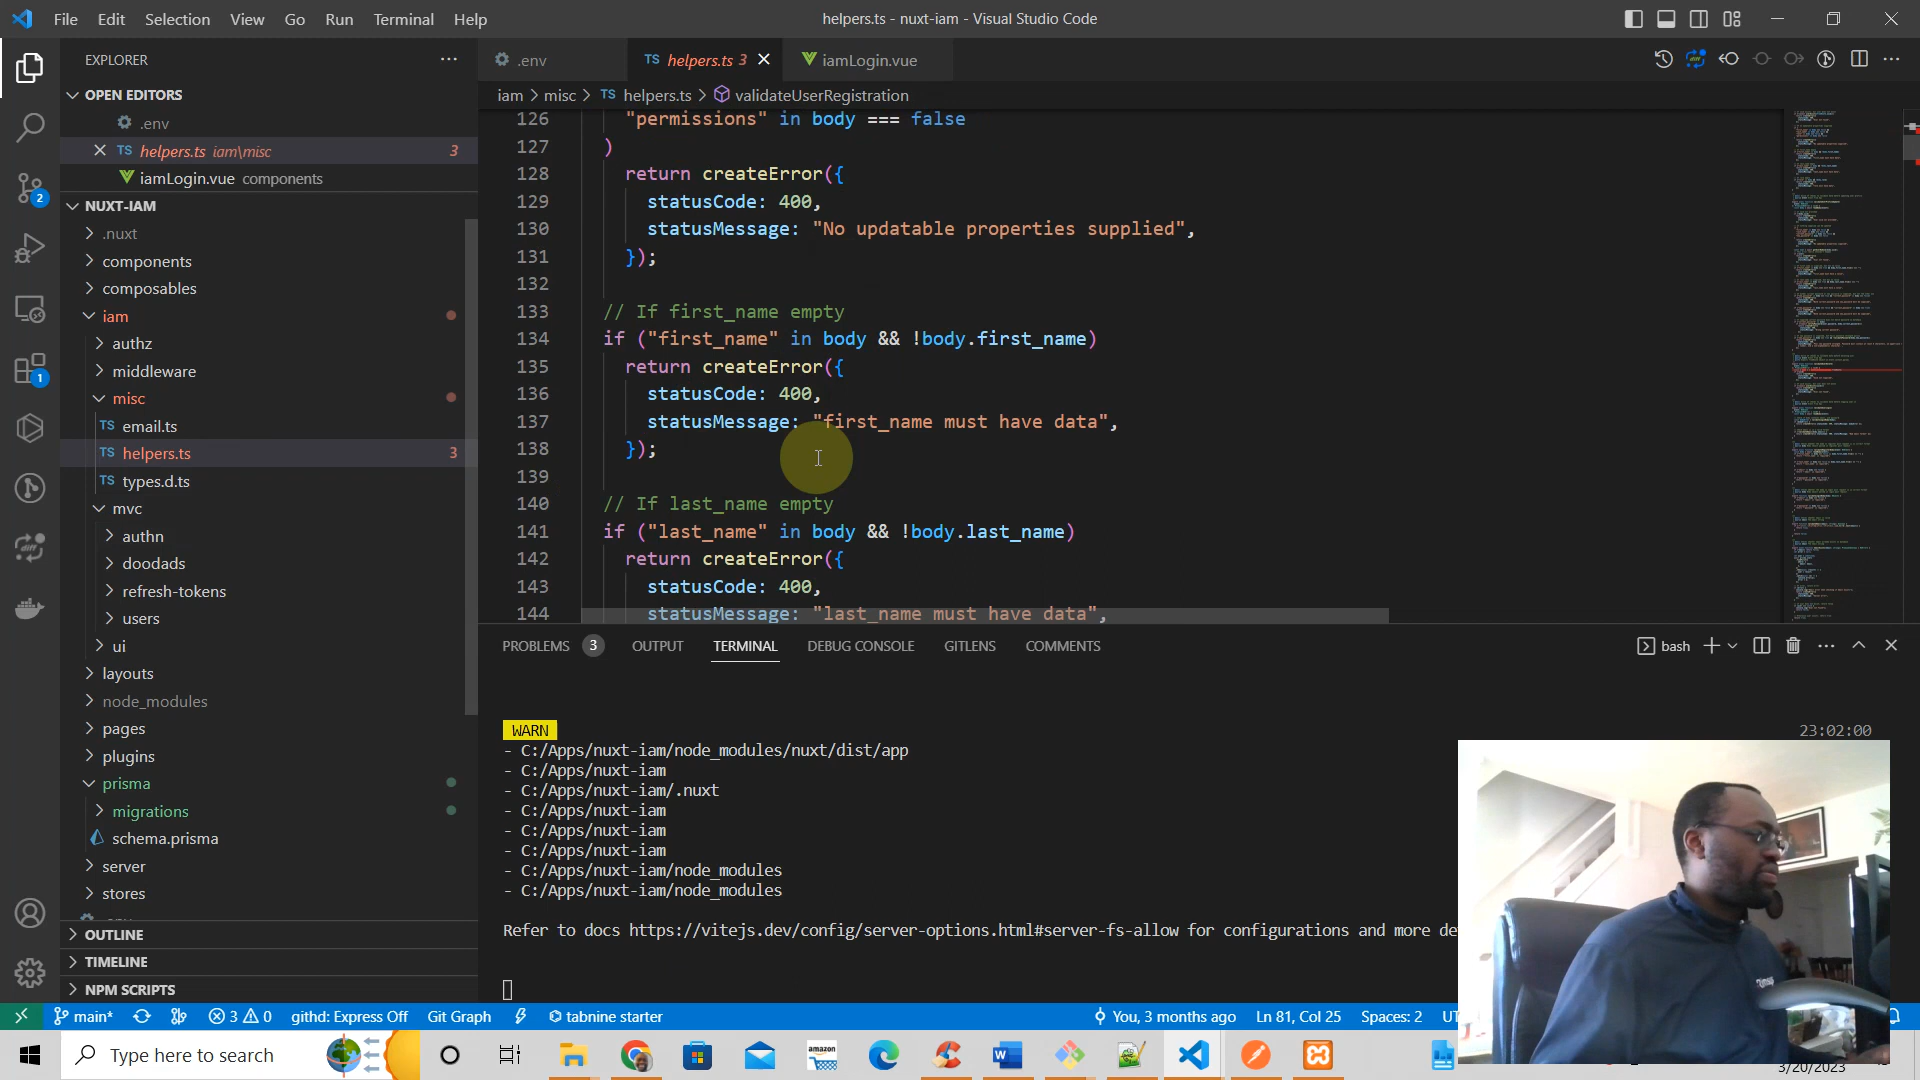 File Edit Selection View Go Run Terminal Help
helpers.ts - nuxt-iam - Visual Studio Code
EXPLORER
OPEN EDITORS
.env
TS helpers.ts iam\misc 3
iamLogin.vue components
NUXT-IAM
.nuxt
components
composables
iam
authz
middleware
misc
TS email.ts
TS helpers.ts 3
TS types.d.ts
mvc
authn
doodads
refresh-tokens
users
ui
layouts
node_modules
pages
plugins
prisma
migrations
schema.prisma
server
stores
OUTLINE
TIMELINE
NPM SCRIPTS
2
1
.env
TS helpers.ts 3
iamLogin.vue
iam > misc > TS helpers.ts > validateUserRegistration
126 "permissions" in body === false
127 )
128 return createError({
129 statusCode: 400,
130 statusMessage: "No updatable properties supplied",
131 });
132
133 // If first_name empty
134 if ("first_name" in body && !body.first_name)
135 return createError({
136 statusCode: 400,
137 statusMessage: "first_name must have data",
138 });
139
140 // If last_name empty
141 if ("last_name" in body && !body.last_name)
142 return createError({
143 statusCode: 400,
144 statusMessage: "last_name must have data",
PROBLEMS 3 OUTPUT TERMINAL DEBUG CONSOLE GITLENS COMMENTS
bash
WARN 23:02:00
- C:/Apps/nuxt-iam/node_modules/nuxt/dist/app
- C:/Apps/nuxt-iam
- C:/Apps/nuxt-iam/.nuxt
- C:/Apps/nuxt-iam
- C:/Apps/nuxt-iam
- C:/Apps/nuxt-iam
- C:/Apps/nuxt-iam/node_modules
- C:/Apps/nuxt-iam/node_modules
Refer to docs https://vitejs.dev/config/server-options.html#server-fs-allow for configurations and more de
main* 3 0 githd: Express Off Git Graph tabnine starter You, 3 months ago Ln 81, Col 25 Spaces: 2 UT
Type here to search
amazon
3/20/2023